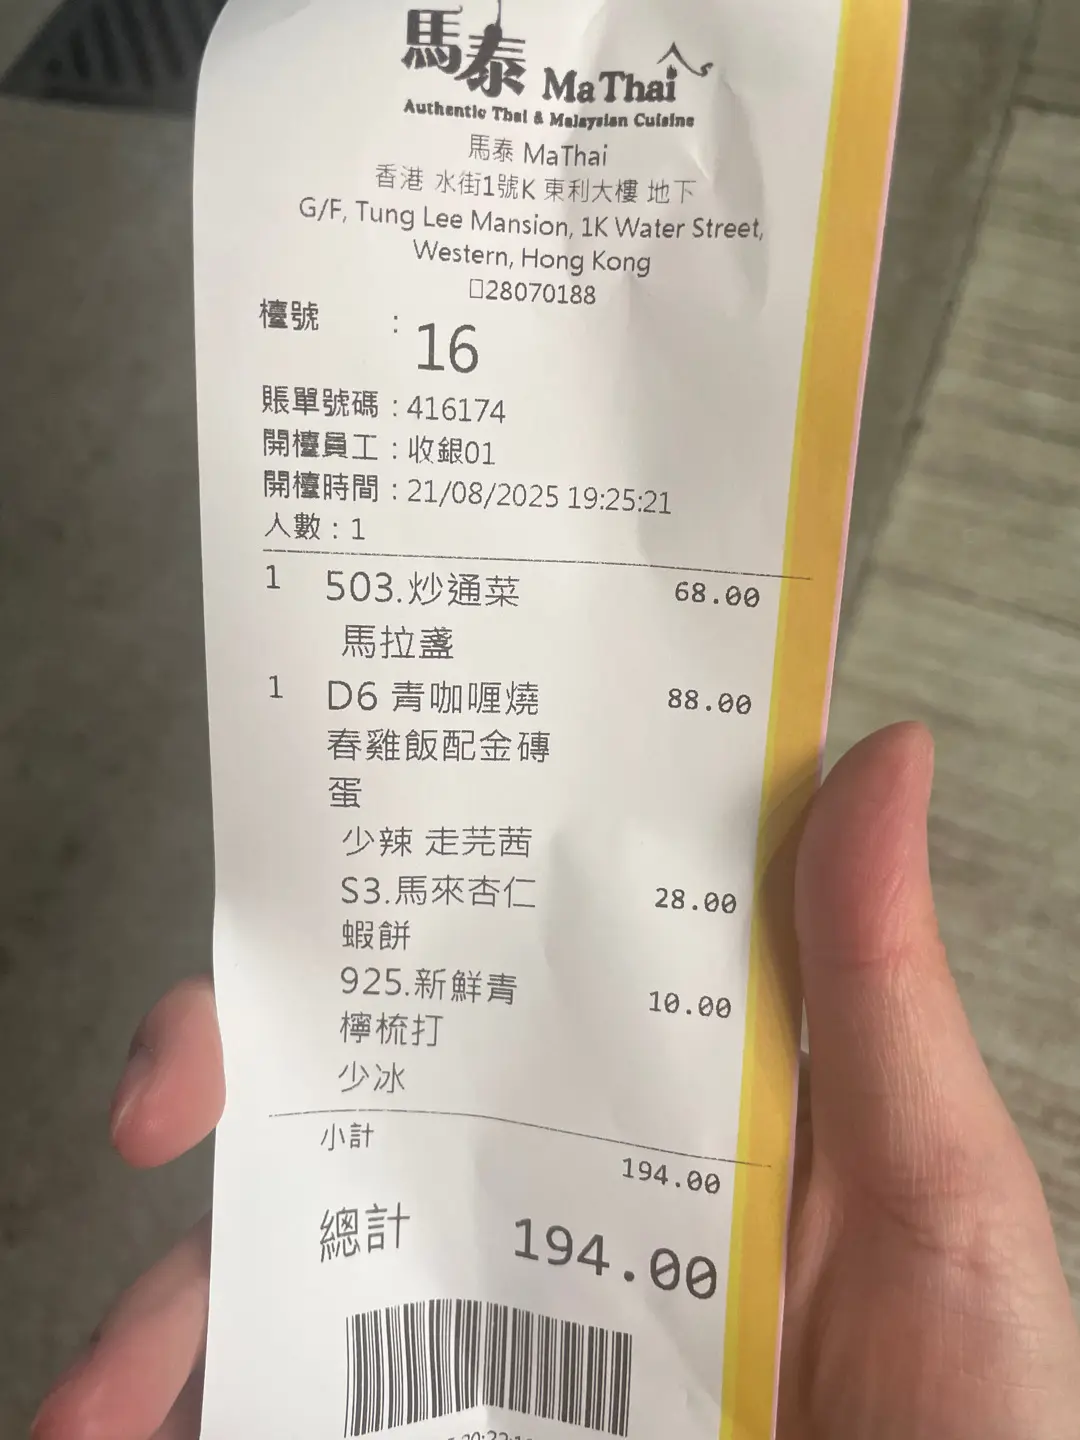 馬泰 MaThai
Authentic Thai & Malaysian Cuisine
馬泰 MaThai
香港 水街1號K 東利大樓 地下
G/F, Tung Lee Mansion, 1K Water Street,
Western, Hong Kong
28070188
檯號 : 16
賬單號碼 : 416174
開檯員工 : 收銀01
開檯時間 : 21/08/2025 19:25:21
人數 : 1
1 503.炒通菜 68.00
馬拉盞
1 D6 青咖喱燒 88.00
春雞飯配金磚
蛋
少辣 走芫茜
S3.馬來杏仁 28.00
蝦餅
925.新鮮青 10.00
檸梳打
少冰
小計
194.00
總計 194.00